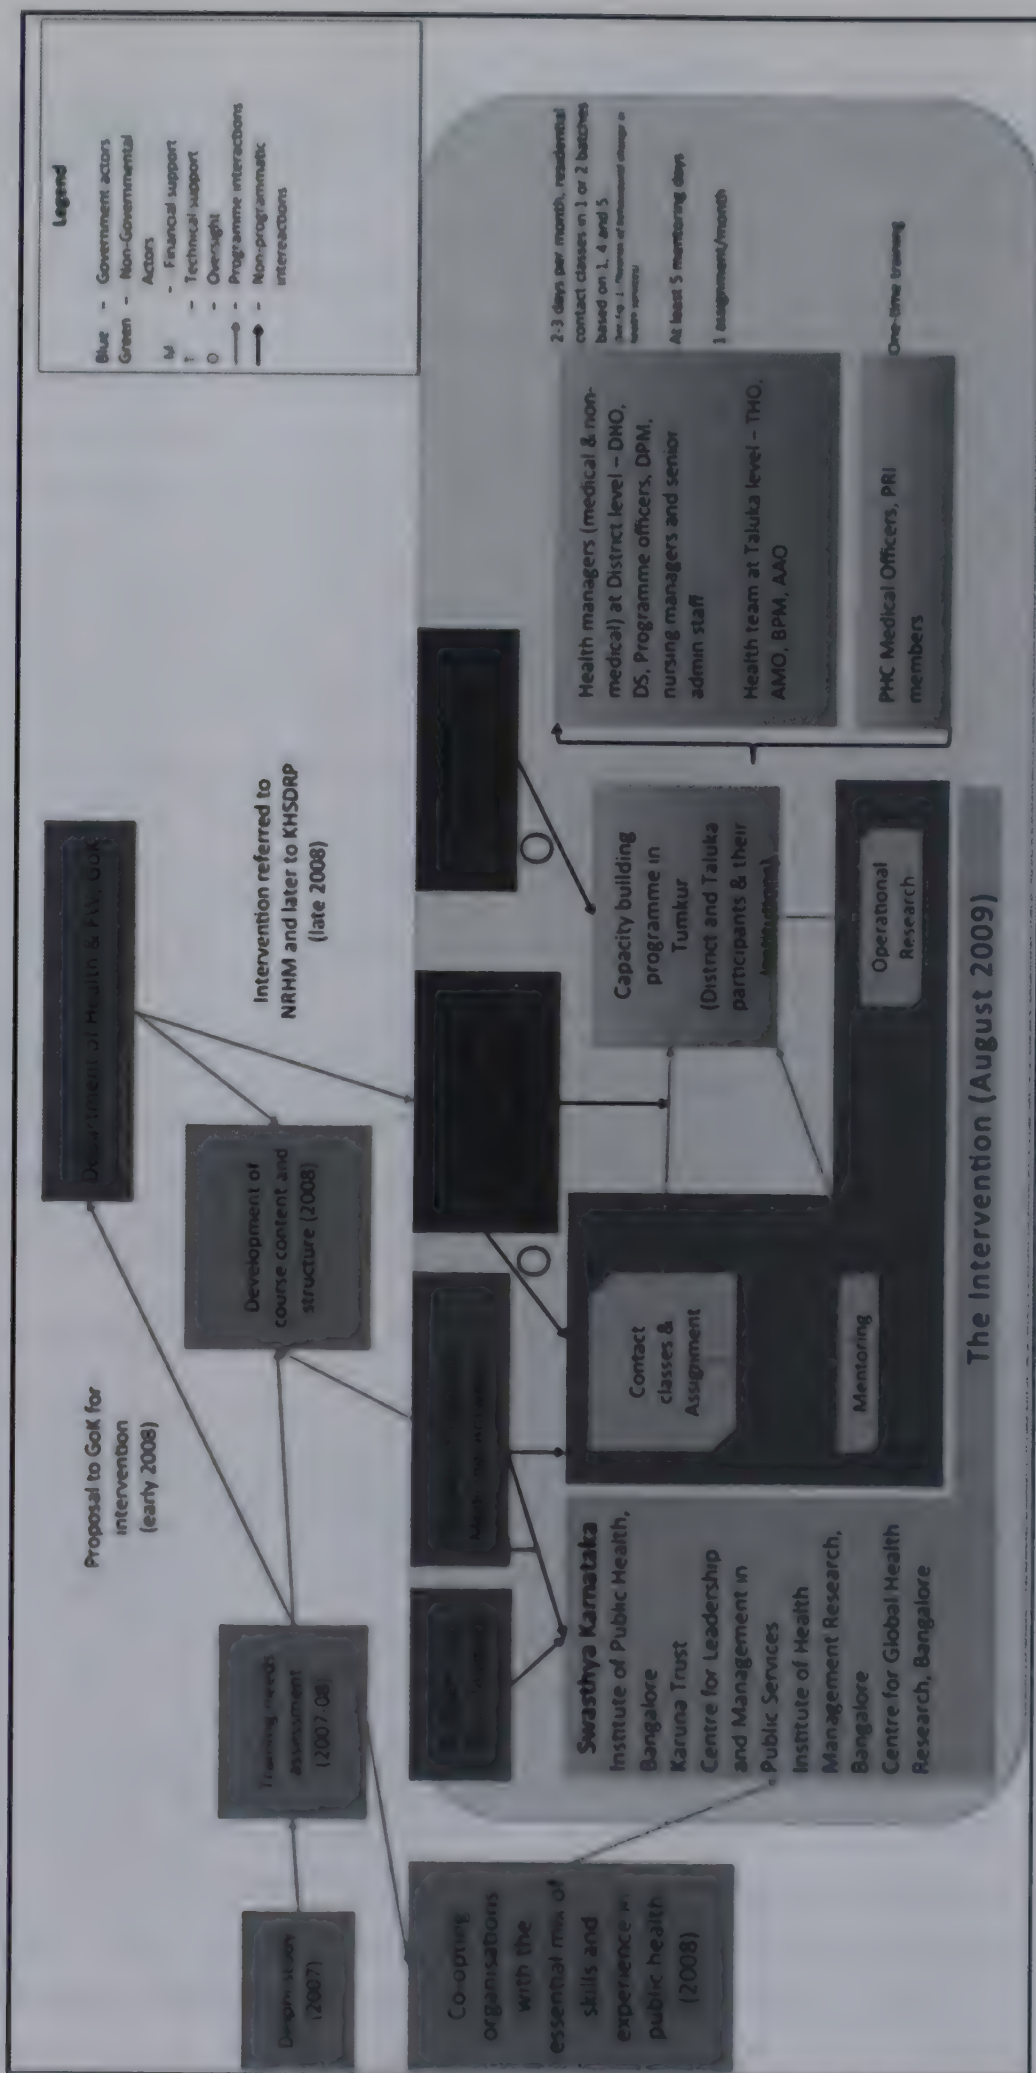 Legend
Blue - Government actors
Green - Non-Governmental
Actors
M - Financial support
T - Technical support
O - Oversight
- Programme interactions
- Non-programmatic
intereactions
Department of Health & FW, GoK
Proposal to GoK for
intervention
(early 2008)
Intervention referred to
NRHM and later to KHSDRP
(late 2008)
Training needs
assessment
(2007-08)
Development of
course content and
structure (2008)
study
(2007)
Co-opting
organisations
with the
essential mix of
skills and
experience in
public health
(2008)
O
O
Swasthya Karnataka
Institute of Public Health,
Bangalore
Karuna Trust
Centre for Leadership
and Management in
Public Services
Institute of Health
Management Research,
Bangalore
Centre for Global Health
Research, Bangalore
Contact
classes &
Assignment
Mentoring
Operational
Research
Capacity building
programme in
Tumkur
(District and Taluka
participants & their
Health managers (medical & non-
medical) at District level - DHO,
DS, Programme officers, DPM,
nursing managers and senior
admin staff
Health team at Taluka level - THO,
AMO, BPM, AAO
PHC Medical Officers, PRI
members
2-3 days per month, residential
contact classes in 1 or 2 batches
based on 1, 4 and 5
At least 5 monitoring days
1 assignment/month
One-time training
The Intervention (August 2009)